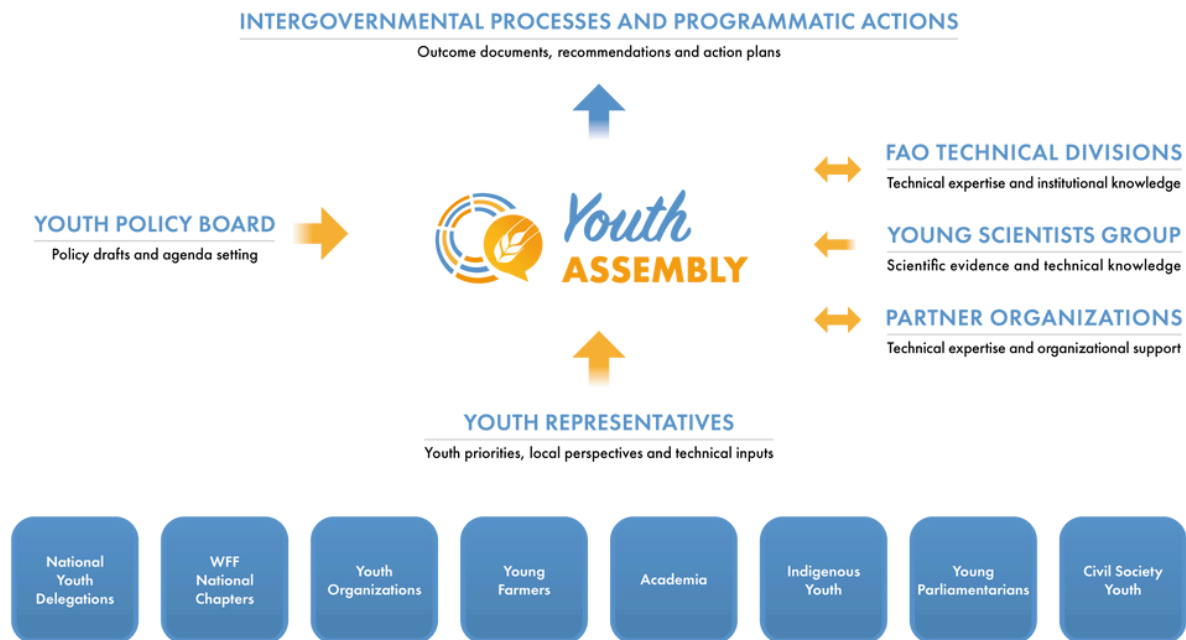 INTERGOVERNMENTAL PROCESSES AND PROGRAMMATIC ACTIONS
Outcome documents, recommendations and action plans
FAO TECHNICAL DIVISIONS
Technical expertise and institutional knowledge
YOUTH POLICY BOARD
Policy drafts and agenda setting
Youth
ASSEMBLY
YOUNG SCIENTISTS GROUP
Scientific evidence and technical knowledge
PARTNER ORGANIZATIONS
Technical expertise and organizational support
YOUTH REPRESENTATIVES
Youth priorities, local perspectives and technical inputs
National
Youth
Delegations
WFF
National
Chapters
Youth
Organizations
Young
Farmers
Academia
Indigenous
Youth
Young
Parliamentarians
Civil Society
Youth